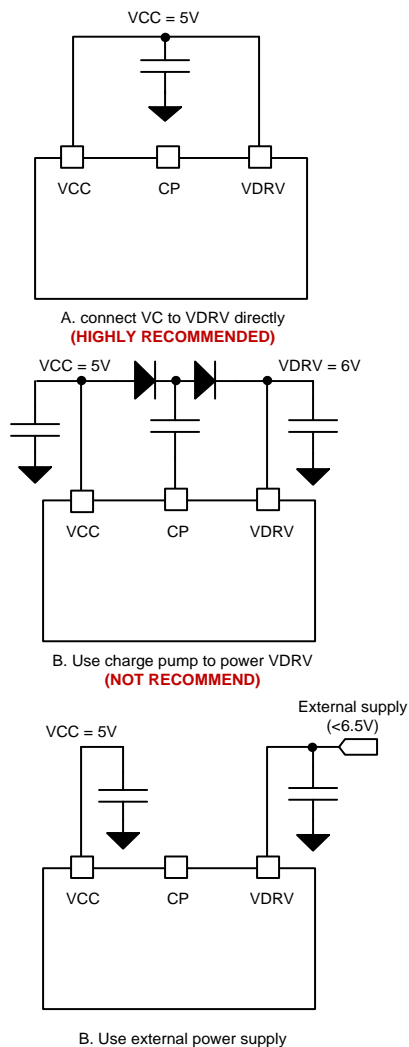 VCC = 5V
VCC CP VDRV
A. connect VC to VDRV directly
(HIGHLY RECOMMENDED)
VCC = 5V VDRV = 6V
VCC CP VDRV
B. Use charge pump to power VDRV
(NOT RECOMMEND)
External supply
(<6.5V)
VCC = 5V
VCC CP VDRV
B. Use external power supply